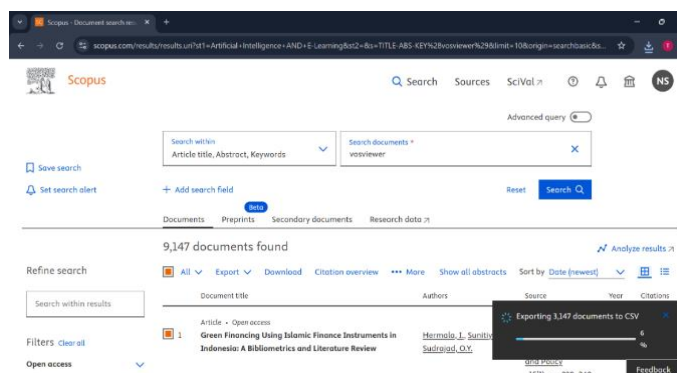 Scopus - Document search res
scopus.com/results/results.uri?st1=Artificial+Intelligence+AND+E-Learning&st2=&s=TITLE-ABS-KEY%28vosviewer%29&limit=10&origin=searchbasic&s...
Scopus
Search Sources SciVal ↗ NS
Advanced query
Search within
Article title, Abstract, Keywords
Search documents *
vosviewer
Save search
Set search alert
+ Add search field
Reset Search
Beta
Documents Preprints Secondary documents Research data ↗
9,147 documents found
Analyze results ↗
Refine search
All Export Download Citation overview ••• More Show all abstracts Sort by Date (newest)
Search within results
Document title Authors Source Year Citations
Exporting 3,147 documents to CSV
6
%
Article • Open access
1 Green Financing Using Islamic Finance Instruments in
Indonesia: A Bibliometrics and Literature Review
Sudrajad, O.Y.
Filters Clear all
Open access
and Policy
Feedback